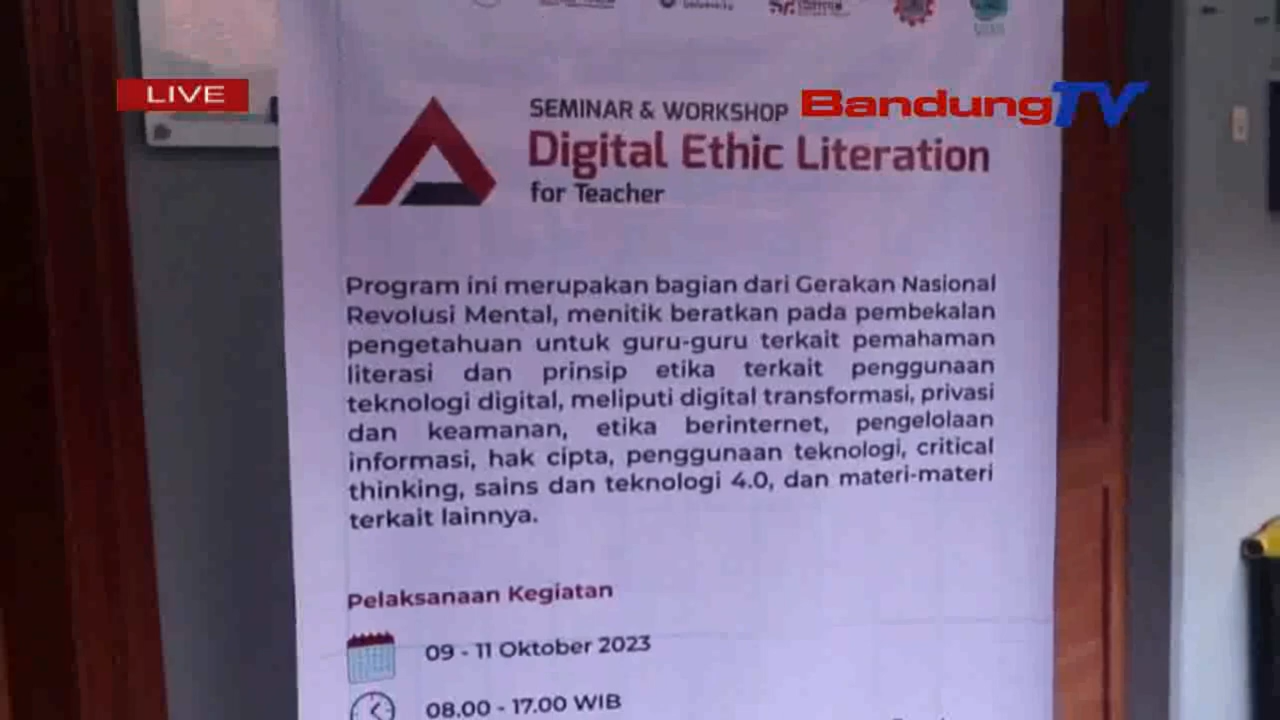 LIVE
BandungTV
SEMINAR & WORKSHOP
Digital Ethic Literation
for Teacher
Program ini merupakan bagian dari Gerakan Nasional
Revolusi Mental, menitik beratkan pada pembekalan
pengetahuan untuk guru-guru terkait pemahaman
literasi dan prinsip etika terkait penggunaan
teknologi digital, meliputi digital transformasi, privasi
dan keamanan, etika berinternet, pengelolaan
informasi, hak cipta, penggunaan teknologi, critical
thinking, sains dan teknologi 4.0, dan materi-materi
terkait lainnya.
Pelaksanaan Kegiatan
09 - 11 Oktober 2023
08.00 - 17.00 WIB